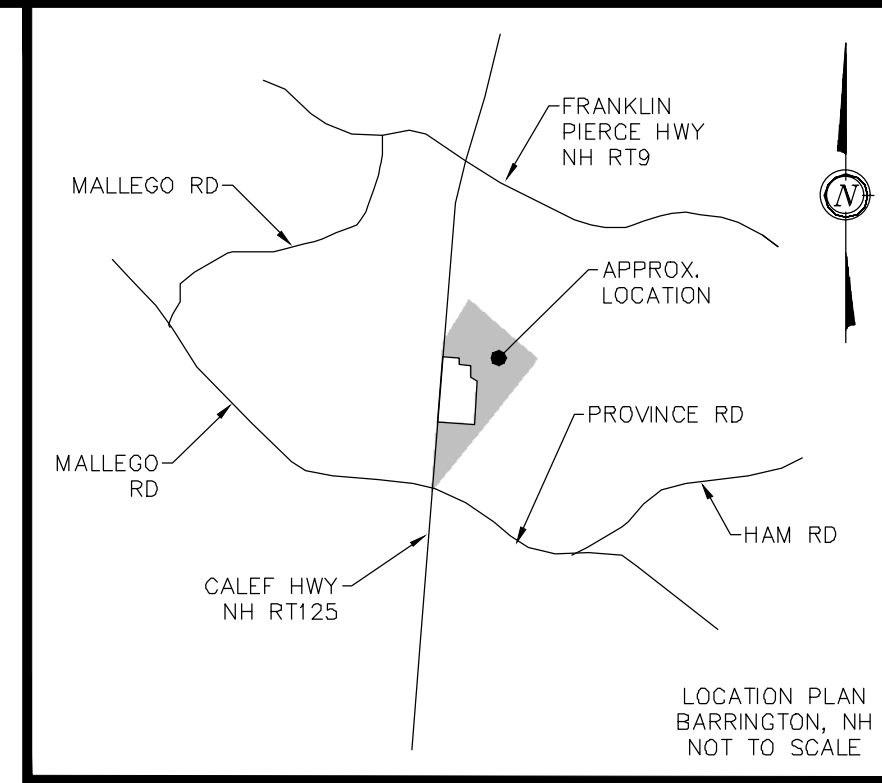 FRANKLIN
PIERCE HWY
NH RT9
MALLEGO RD
N
APPROX.
LOCATION
PROVINCE RD
MALLEGO
RD
HAM RD
CALEF HWY
NH RT125
LOCATION PLAN
BARRINGTON, NH
NOT TO SCALE